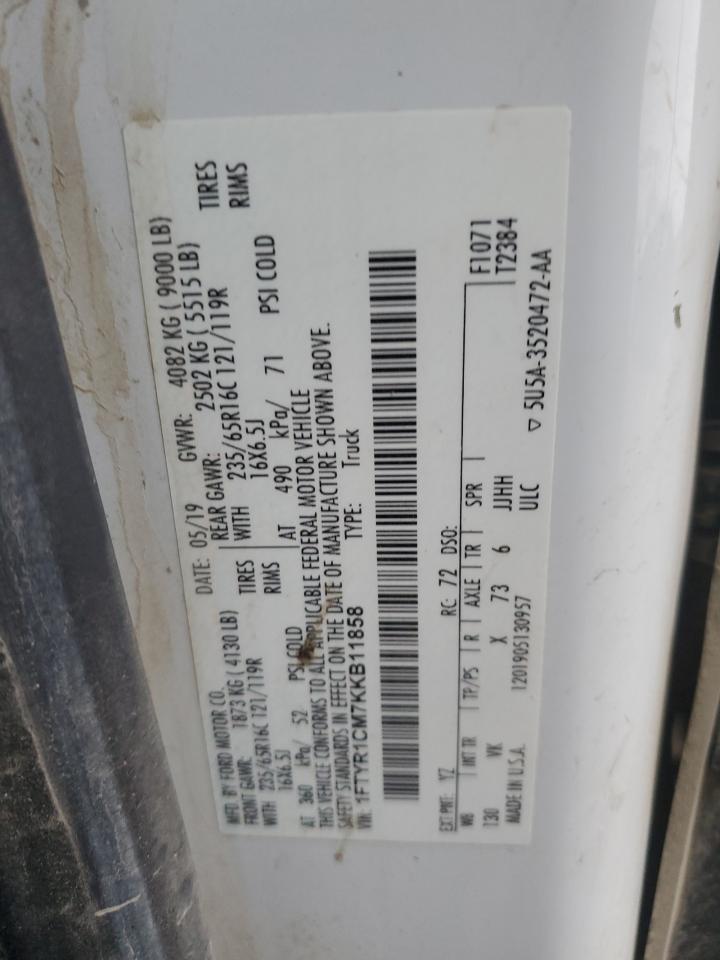 MFD. BY FORD MOTOR CO. DATE: 05/19 GVWR: 4082 KG ( 9000 LB)
FRONT GAWR: 1873 KG ( 4130 LB) REAR GAWR: 2502 KG ( 5515 LB)
WITH 235/65R16C 121/119R TIRES WITH 235/65R16C 121/119R TIRES
16X6.5J RIMS 16X6.5J RIMS
AT 360 kPa/ 52 PSI COLD AT 490 kPa/ 71 PSI COLD
THIS VEHICLE CONFORMS TO ALL APPLICABLE FEDERAL MOTOR VEHICLE
SAFETY STANDARDS IN EFFECT ON THE DATE OF MANUFACTURE SHOWN ABOVE.
VIN: 1FTYR1CM7KKB11858 TYPE: Truck
EXT PNT: YZ RC: 72 DSO:
WB INT TR TP/PS R AXLE TR SPR F1071
130 VK X 73 6 JJHH T2384
MADE IN U.S.A. 1201905130957 ULC
▽ 5U5A-3520472-AA